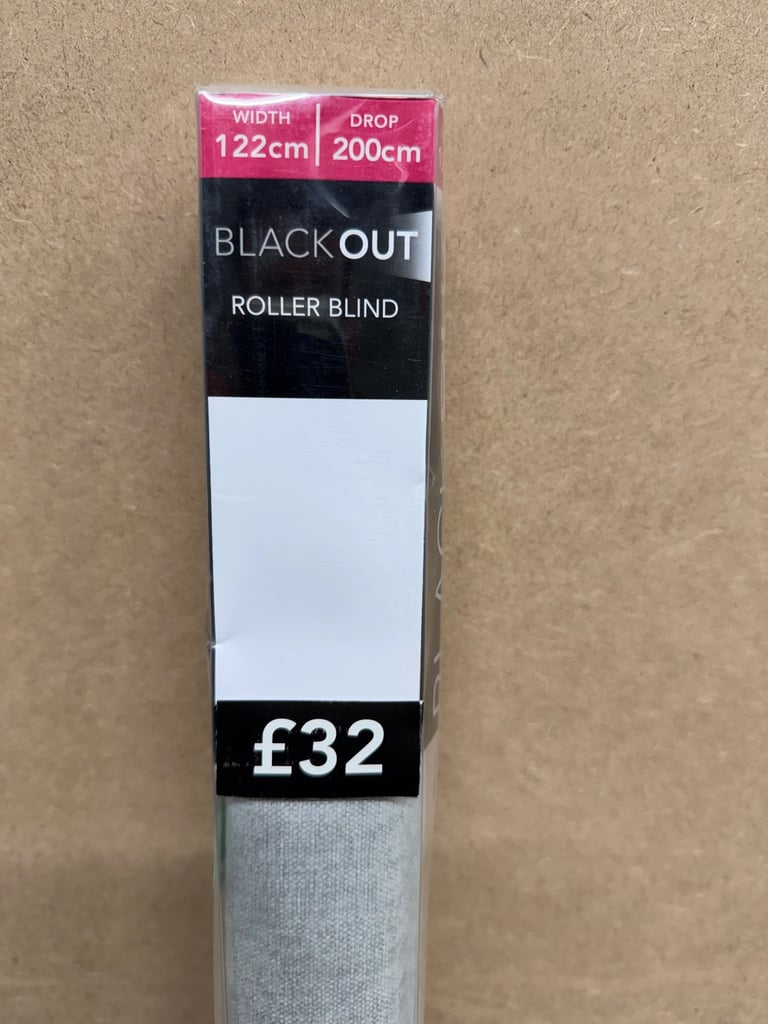 WIDTH
122cm
DROP
200cm
BLACKOUT
ROLLER BLIND
£32